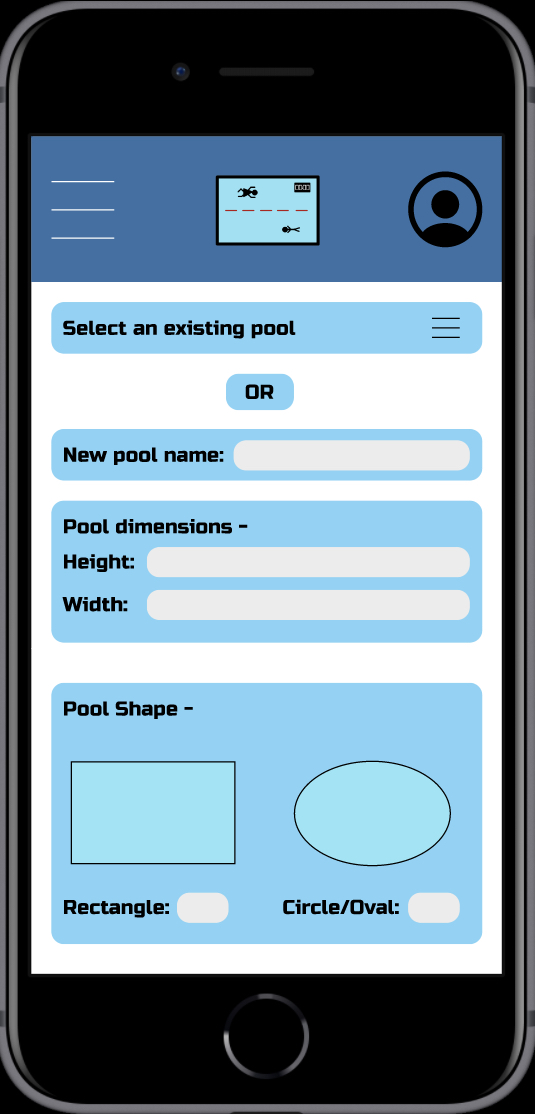 Select an existing pool
OR
New pool name:
Pool dimensions -
Height:
Width:
Pool Shape -
Rectangle: Circle/Oval: